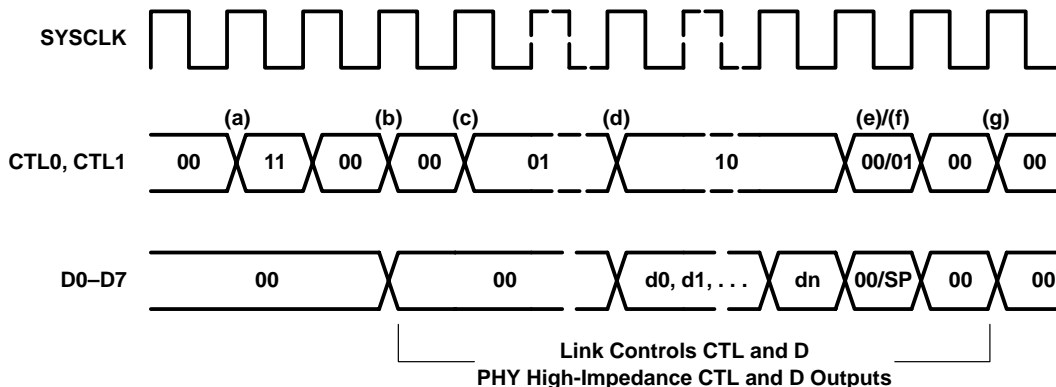 SYSCLK
(a) (b) (c) (d) (e)/(f) (g)
CTL0, CTL1 00 11 00 00 01 10 00/01 00 00
D0–D7 00 00 d0, d1, . . . dn 00/SP 00 00
Link Controls CTL and D
PHY High-Impedance CTL and D Outputs